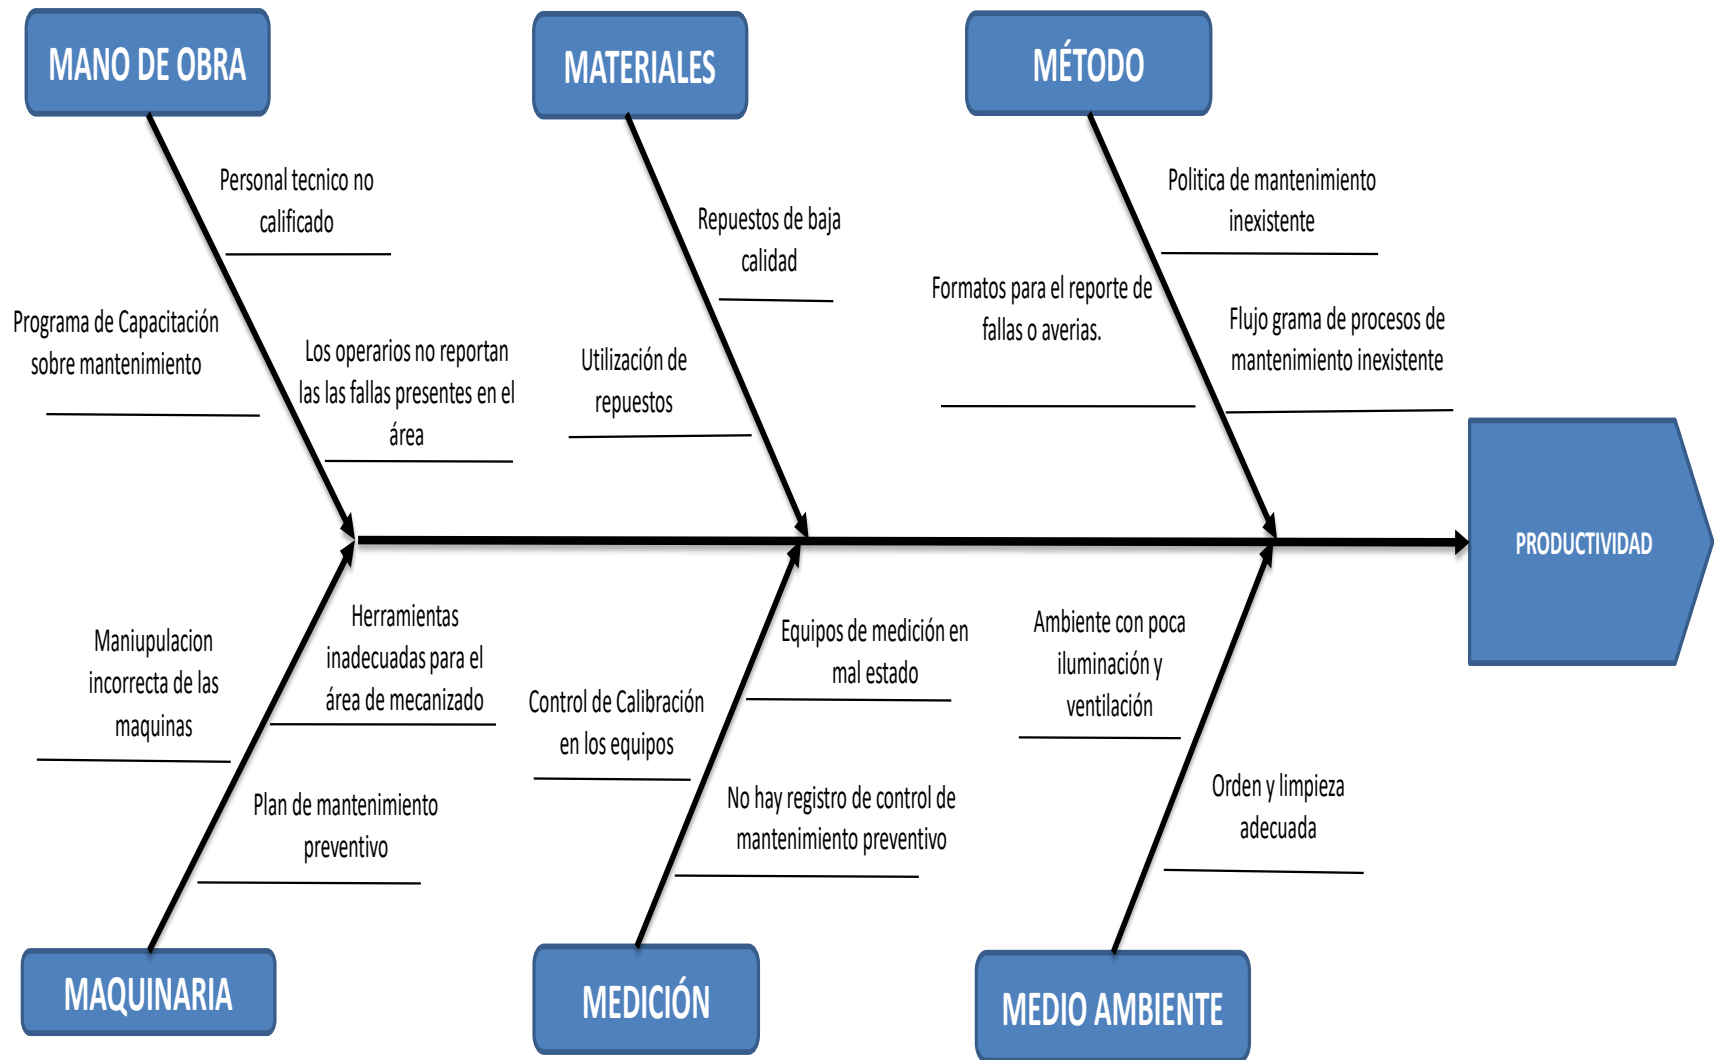 MANO DE OBRA
MATERIALES
MÉTODO
Personal tecnico no
calificado
Programa de Capacitación
sobre mantenimiento
Los operarios no reportan
las las fallas presentes en el
área
Repuestos de baja
calidad
Utilización de
repuestos
Politica de mantenimiento
inexistente
Formatos para el reporte de
fallas o averias.
Flujo grama de procesos de
mantenimiento inexistente
PRODUCTIVIDAD
Maniupulacion
incorrecta de las
maquinas
Herramientas
inadecuadas para el
área de mecanizado
Plan de mantenimiento
preventivo
Equipos de medición en
mal estado
Control de Calibración
en los equipos
No hay registro de control de
mantenimiento preventivo
Ambiente con poca
iluminación y
ventilación
Orden y limpieza
adecuada
MAQUINARIA
MEDICIÓN
MEDIO AMBIENTE